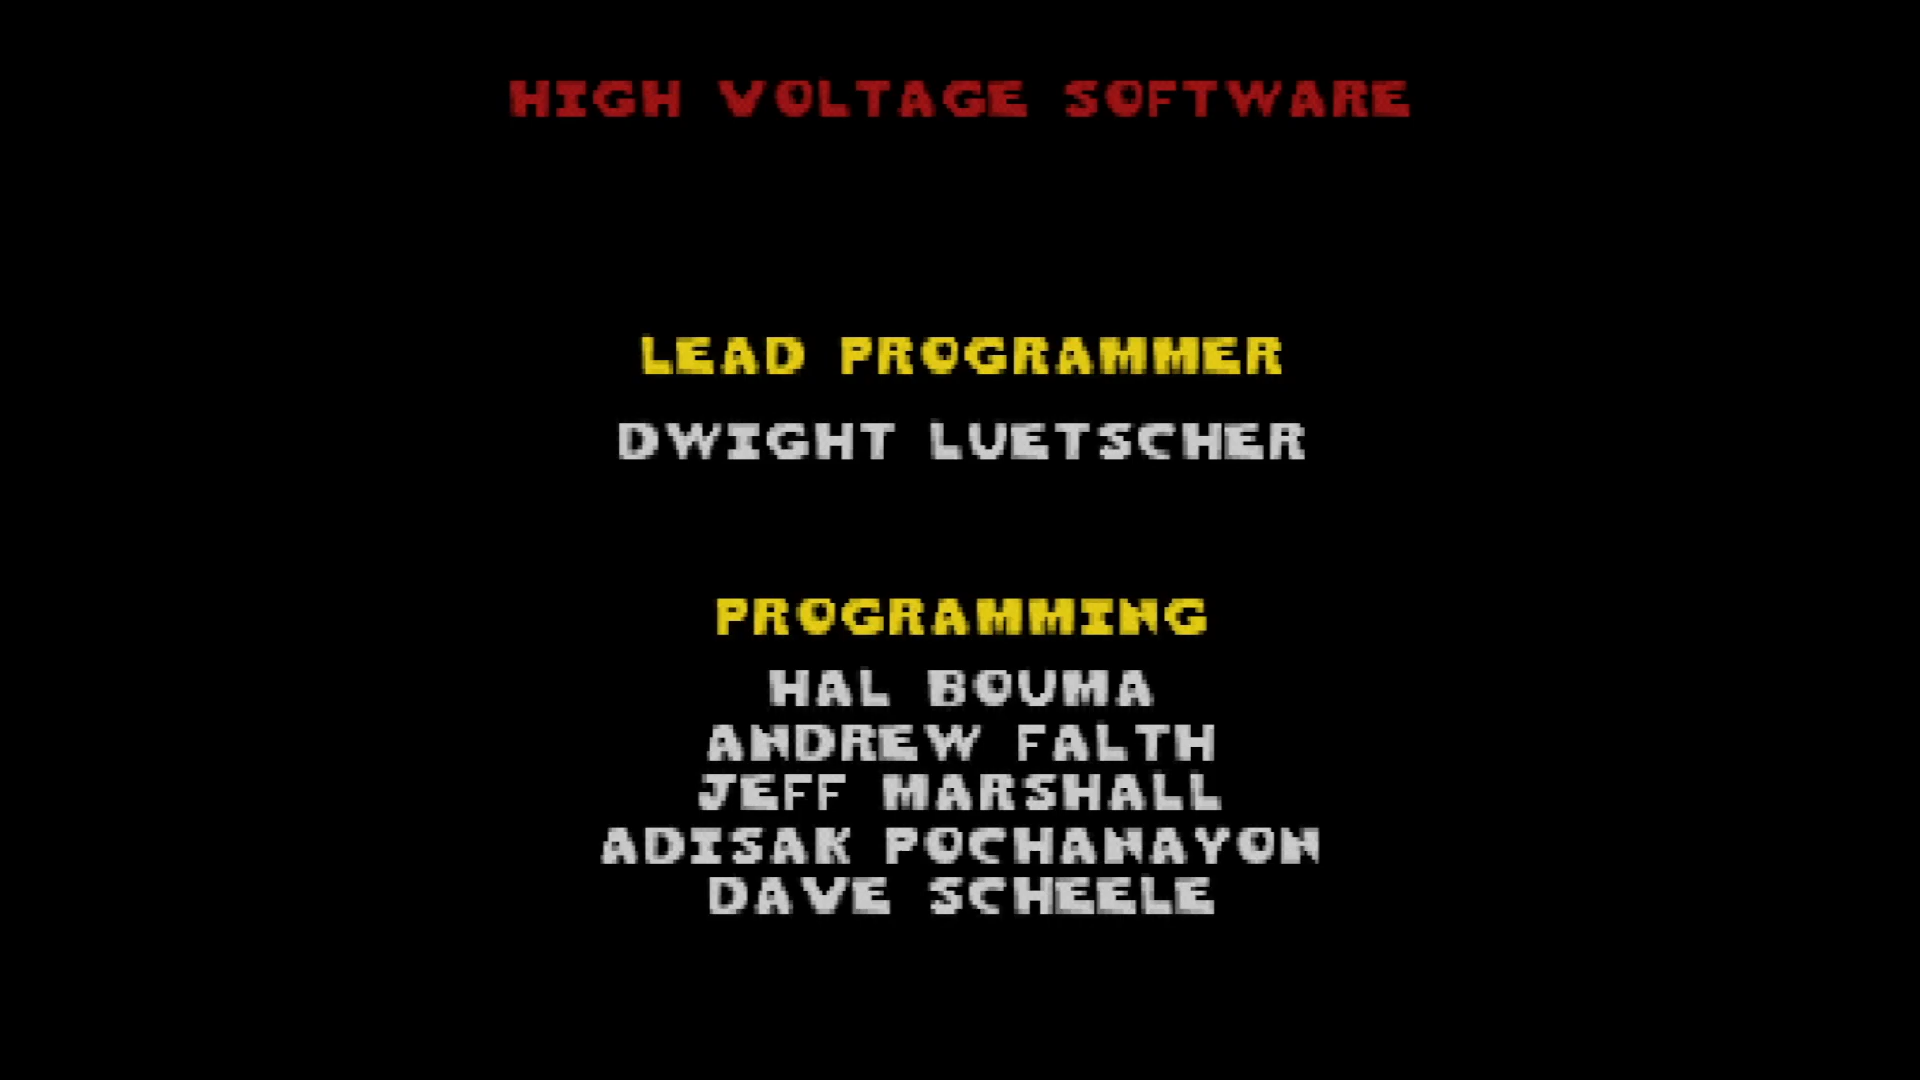 HIGH VOLTAGE SOFTWARE
LEAD PROGRAMMER
DWIGHT LUETSCHER
PROGRAMMING
HAL BOUMA
ANDREW FALTH
JEFF MARSHALL
ADISAK POCHANAYON
DAVE SCHEELE